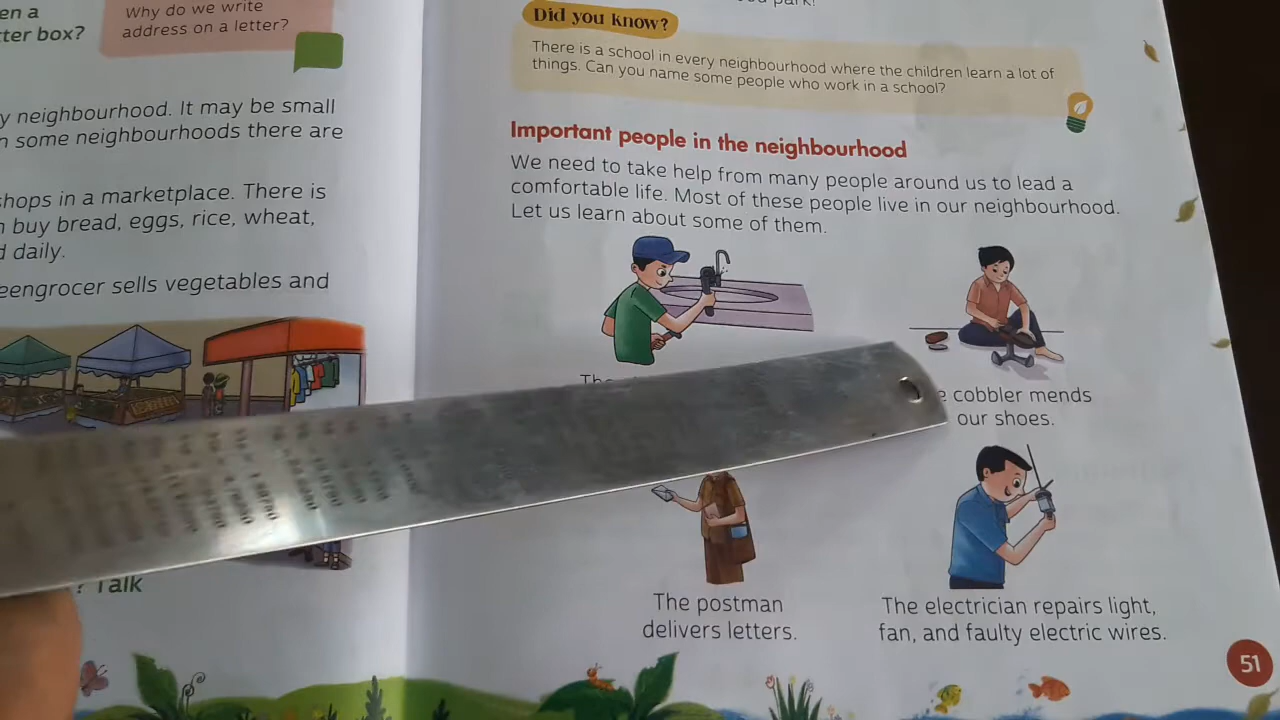 en a
tter box?
Why do we write
address on a letter?
y neighbourhood. It may be small
n some neighbourhoods there are
shops in a marketplace. There is
n buy bread, eggs, rice, wheat,
d daily.
eengrocer sells vegetables and
? Talk
park!
Did you know?
There is a school in every neighbourhood where the children learn a lot of
things. Can you name some people who work in a school?
Important people in the neighbourhood
We need to take help from many people around us to lead a
comfortable life. Most of these people live in our neighbourhood.
Let us learn about some of them.
e cobbler mends
our shoes.
The postman
delivers letters.
The electrician repairs light,
fan, and faulty electric wires.
51